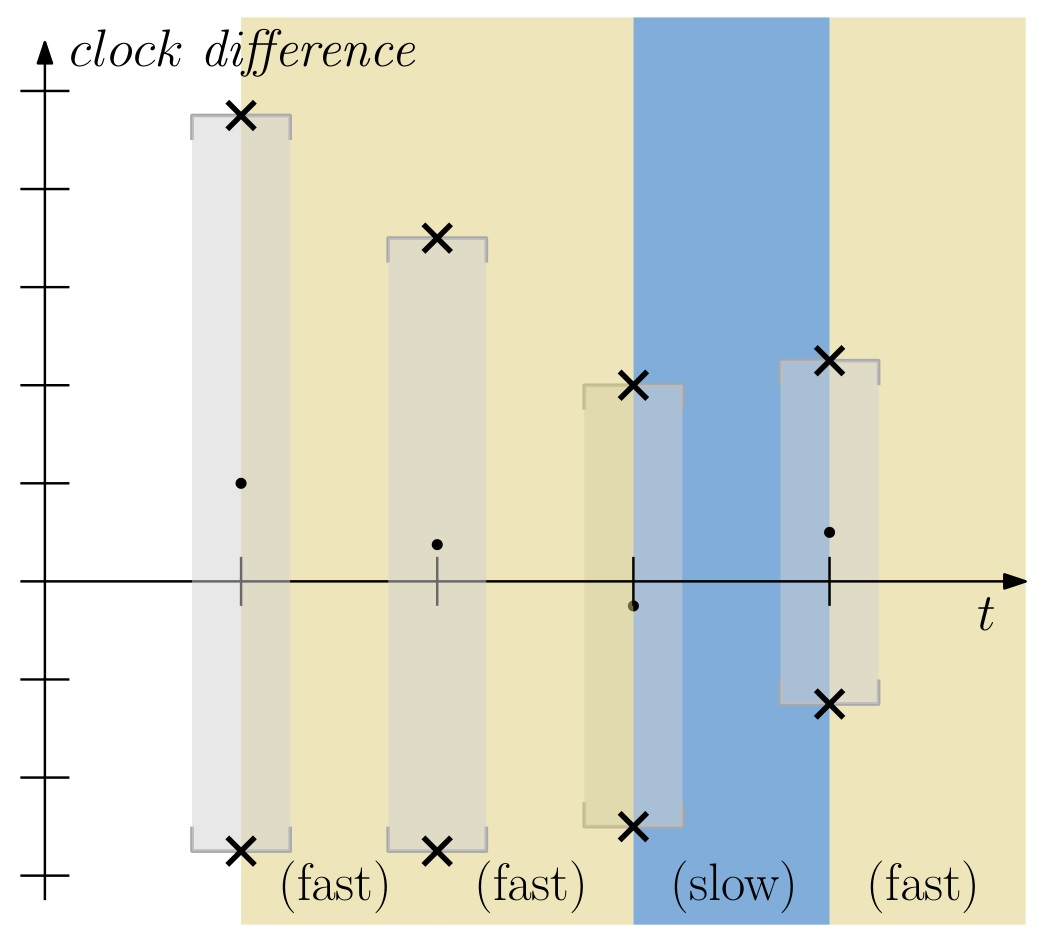 clock difference
t
(fast) (fast) (slow) (fast)